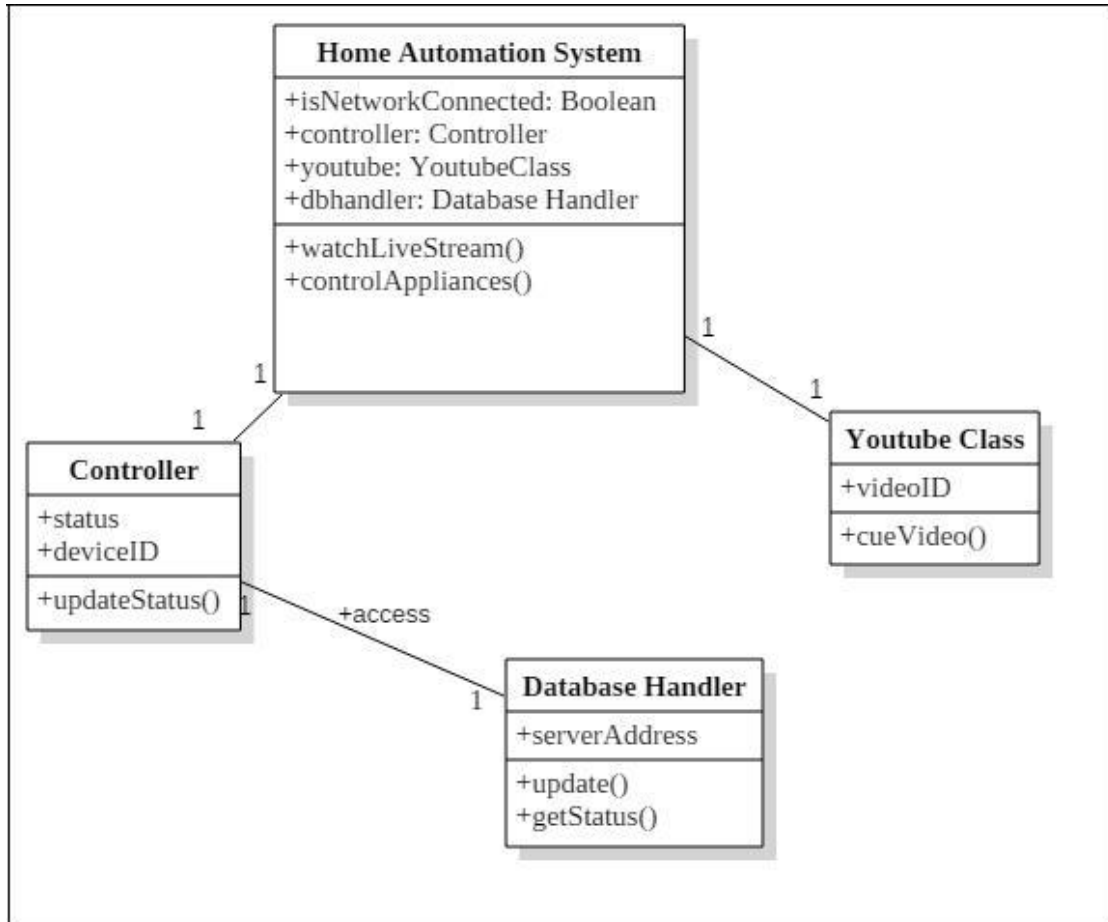 Home Automation System
+isNetworkConnected: Boolean
+controller: Controller
+youtube: YoutubeClass
+dbhandler: Database Handler
+watchLiveStream()
+controlAppliances()
1
1
1
1
Controller
+status
+deviceID
+updateStatus()
1
Youtube Class
+videoID
+cueVideo()
+access
1
Database Handler
+serverAddress
+update()
+getStatus()